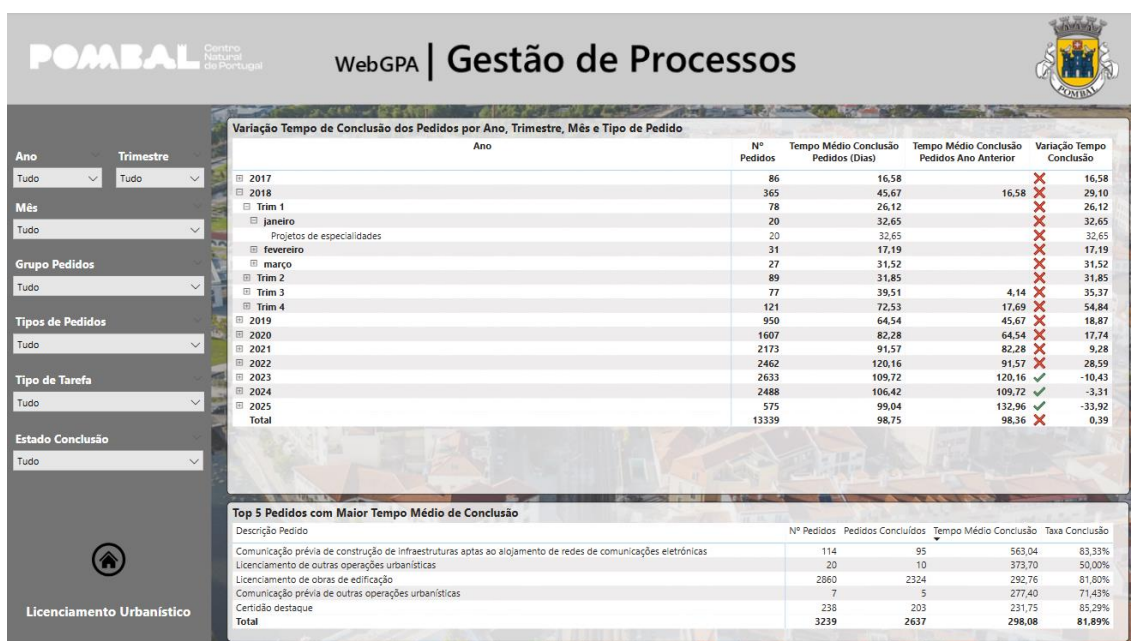 POMBAL Centro Natural de Portugal
WebGPA | Gestão de Processos
POMBAL
Ano Trimestre
Tudo Tudo
Mês
Tudo
Grupo Pedidos
Tudo
Tipos de Pedidos
Tudo
Tipo de Tarefa
Tudo
Estado Conclusão
Tudo
Licenciamento Urbanístico
Variação Tempo de Conclusão dos Pedidos por Ano, Trimestre, Mês e Tipo de Pedido
Ano Nº Pedidos Tempo Médio Conclusão Pedidos (Dias) Tempo Médio Conclusão Pedidos Ano Anterior Variação Tempo Conclusão
2017 86 16,58 16,58
2018 365 45,67 16,58 29,10
Trim 1 78 26,12 26,12
janeiro 20 32,65 32,65
Projetos de especialidades 20 32,65 32,65
fevereiro 31 17,19 17,19
março 27 31,52 31,52
Trim 2 89 31,85 31,85
Trim 3 77 39,51 4,14 35,37
Trim 4 121 72,53 17,69 54,84
2019 950 64,54 45,67 18,87
2020 1607 82,28 64,54 17,74
2021 2173 91,57 82,28 9,28
2022 2462 120,16 91,57 28,59
2023 2633 109,72 120,16 -10,43
2024 2488 106,42 109,72 -3,31
2025 575 99,04 132,96 -33,92
Total 13339 98,75 98,36 0,39
Top 5 Pedidos com Maior Tempo Médio de Conclusão
Descrição Pedido Nº Pedidos Pedidos Concluídos Tempo Médio Conclusão Taxa Conclusão
Comunicação prévia de construção de infraestruturas aptas ao alojamento de redes de comunicações eletrónicas 114 95 563,04 83,33%
Licenciamento de outras operações urbanísticas 20 10 373,70 50,00%
Licenciamento de obras de edificação 2860 2324 292,76 81,80%
Comunicação prévia de outras operações urbanísticas 7 5 277,40 71,43%
Certidão destaque 238 203 231,75 85,29%
Total 3239 2637 298,08 81,89%